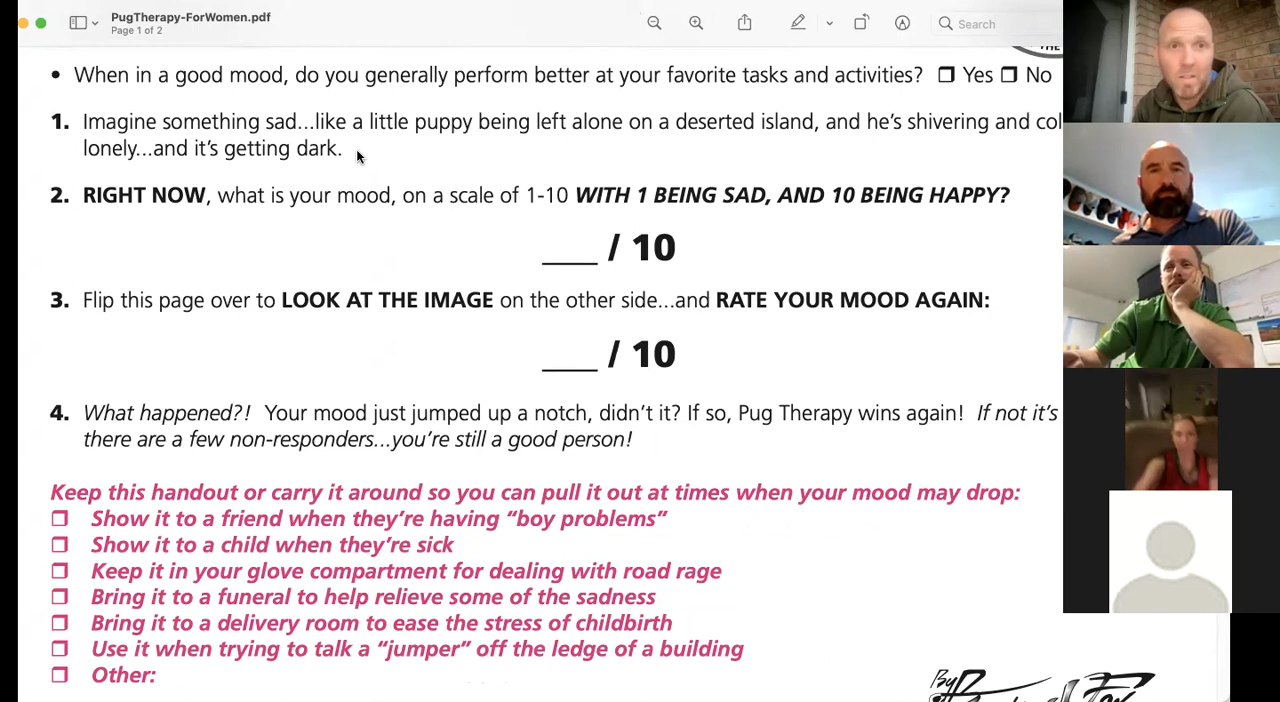 PugTherapy-ForWomen.pdf
Page 1 of 2
Search
THE
• When in a good mood, do you generally perform better at your favorite tasks and activities? ❒ Yes ❒ No
1. Imagine something sad...like a little puppy being left alone on a deserted island, and he's shivering and col
lonely...and it's getting dark.
2. RIGHT NOW, what is your mood, on a scale of 1-10 WITH 1 BEING SAD, AND 10 BEING HAPPY?
____ / 10
3. Flip this page over to LOOK AT THE IMAGE on the other side...and RATE YOUR MOOD AGAIN:
____ / 10
4. What happened?! Your mood just jumped up a notch, didn't it? If so, Pug Therapy wins again! If not it's
there are a few non-responders...you're still a good person!
Keep this handout or carry it around so you can pull it out at times when your mood may drop:
❒ Show it to a friend when they're having "boy problems"
❒ Show it to a child when they're sick
❒ Keep it in your glove compartment for dealing with road rage
❒ Bring it to a funeral to help relieve some of the sadness
❒ Bring it to a delivery room to ease the stress of childbirth
❒ Use it when trying to talk a "jumper" off the ledge of a building
❒ Other:
By